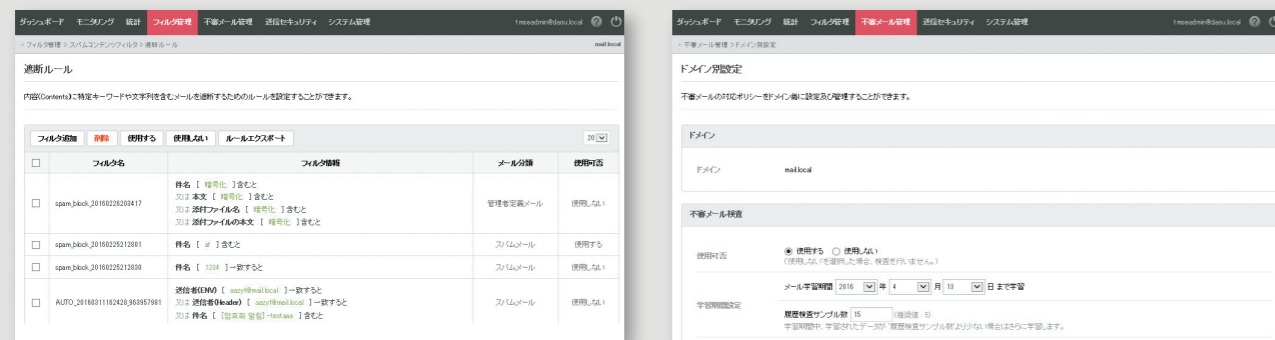 ダッシュボード モニタリング 統計 フィルタ管理 不審メール管理 送信セキュリティ システム管理 tmseadmin@daou.local
フィルタ管理 > スパムコンテンツフィルタ > 遮断ルール mail.local
遮断ルール
内容(Contents)に特定キーワードや文字列を含むメールを遮断するためのルールを設定することができます。
フィルタ追加 削除 使用する 使用しない ルールエクスポート 20
フィルタ名 フィルタ情報 メール分類 使用可否
spam_block_20160226203417
件名 [ 暗号化 ]含むと
又は 本文 [ 暗号化 ]含むと
又は 添付ファイル名 [ 暗号化 ]含むと
又は 添付ファイルの本文 [ 暗号化 ]含むと
管理者定義メール 使用しない
spam_block_20160225212801 件名 [ af ]含むと スパムメール 使用する
spam_block_20160225212838 件名 [ 1234 ]一致すると スパムメール 使用しない
AUTO_20160311162428_960957981
送信者(ENV) [ aazyf@mail.local ]一致すると
又は 送信者(Header) [ aazyf@mail.local ]一致すると
又は 件名 [ [암호화 알림]-testaaa ]含むと
スパムメール 使用しない
ダッシュボード モニタリング 統計 フィルタ管理 不審メール管理 送信セキュリティ システム管理 tmseadmin@daou.local
不審メール管理 > ドメイン別設定
ドメイン別設定
不審メールの対応ポリシーをドメイン毎に設定及び管理することができます。
ドメイン
ドメイン mail.local
不審メール検査
使用可否 使用する 使用しない
('使用しない'を選択した場合、検査を行いません。)
学習期間設定
メール学習期間 2016 年 4 月 13 日 まで学習
履歴検査サンプル数 15 (推奨値 : 5)
学習期間中、学習されたデータが '履歴検査サンプル数'より少ない場合はさらに学習します。